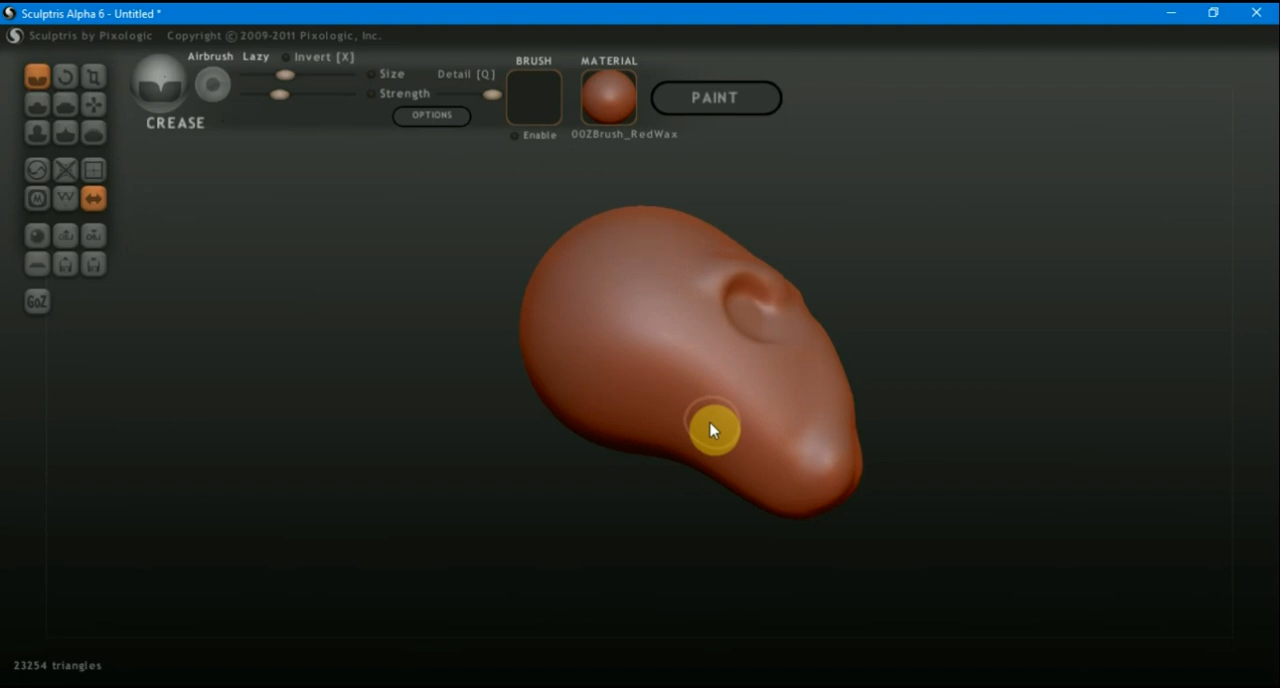 Sculptris Alpha 6 - Untitled *
Sculptris by Pixologic Copyright © 2009-2011 Pixologic, Inc.
Airbrush Lazy Invert [X]
Size Detail [Q]
Strength
OPTIONS
CREASE
BRUSH
Enable
MATERIAL
00ZBrush_RedWax
PAINT
GoZ
23254 triangles